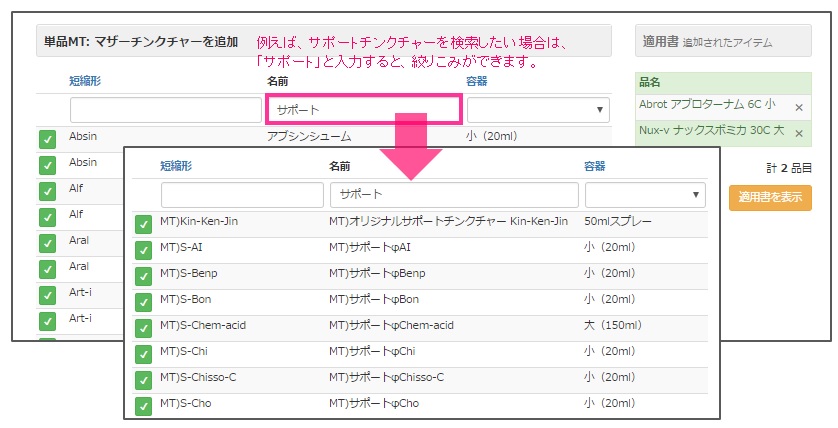 単品MT: マザーチンクチャーを追加
例えば、サポートチンクチャーを検索したい場合は、
「サポート」と入力すると、絞りこみができます。
適用書 追加されたアイテム
短縮形 名前 容器
サポート
Absin アブシンシューム 小（20ml）
Absin
Alf
Alf
Aral
Aral
Art-i
Art-i
品名
Abrot アブロターナム 6C 小 ×
Nux-v ナックスボミカ 30C 大 ×
計 2 品目
適用書を表示
短縮形 名前 容器
サポート
MT)Kin-Ken-Jin MT)オリジナルサポートチンクチャー Kin-Ken-Jin 50mlスプレー
MT)S-AI MT)サポートφAI 小（20ml）
MT)S-Benp MT)サポートφBenp 小（20ml）
MT)S-Bon MT)サポートφBon 小（20ml）
MT)S-Chem-acid MT)サポートφChem-acid 大（150ml）
MT)S-Chi MT)サポートφChi 小（20ml）
MT)S-Chisso-C MT)サポートφChisso-C 小（20ml）
MT)S-Cho MT)サポートφCho 小（20ml）